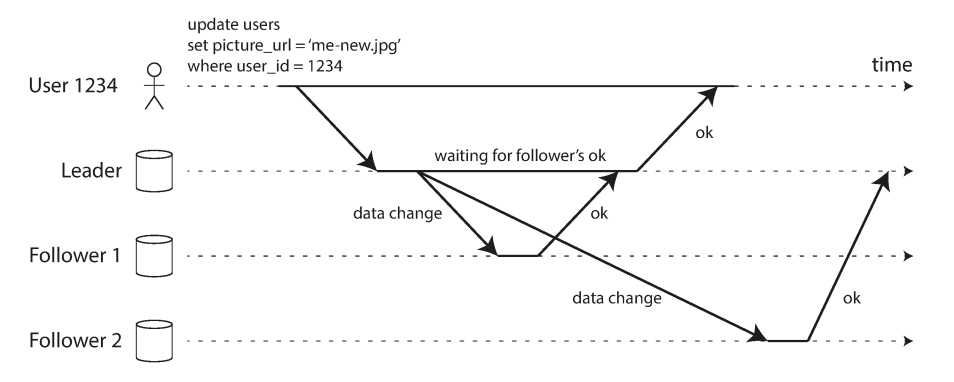 update users
set picture_url = ‘me-new.jpg’
where user_id = 1234
time
User 1234
ok
waiting for follower’s ok
Leader
data change
ok
Follower 1
data change
ok
Follower 2